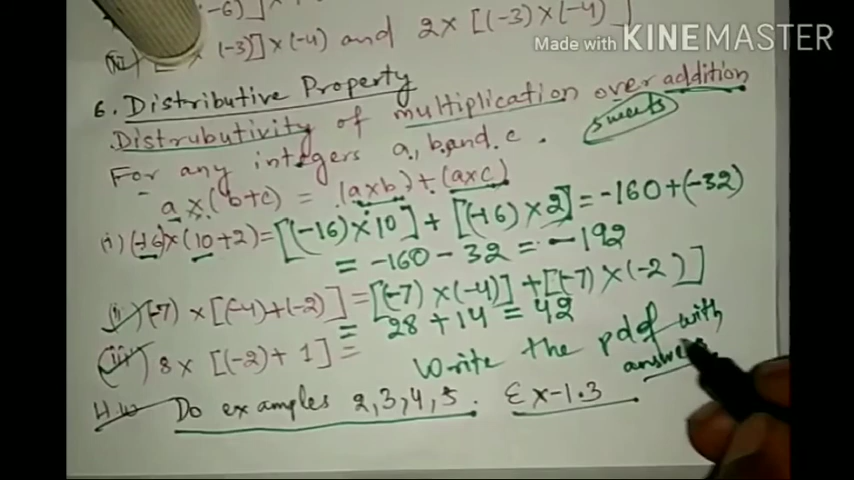 -6)]
(iv) [ × (-3)] × (-4) and 2 × [(-3) × (-4)]
Made with KINEMASTER
6. Distributive Property
Distrubutivity of multiplication over addition
sweets
For any integers a, b, and c.
a × (b+c) = (a×b) + (a×c)
(i) (-16) × (10+2) = [(-16) × 10] + [(-16) × 2] = -160 + (-32)
= -160 - 32 = -192
(ii) (-7) × [(-4)+(-2)] = [(-7) × (-4)] + [(-7) × (-2)]
= 28 + 14 = 42
(iii) 8 × [(-2) + 1] =
Write the pdf with
answers
H.W Do examples 2,3,4,5. Ex-1.3